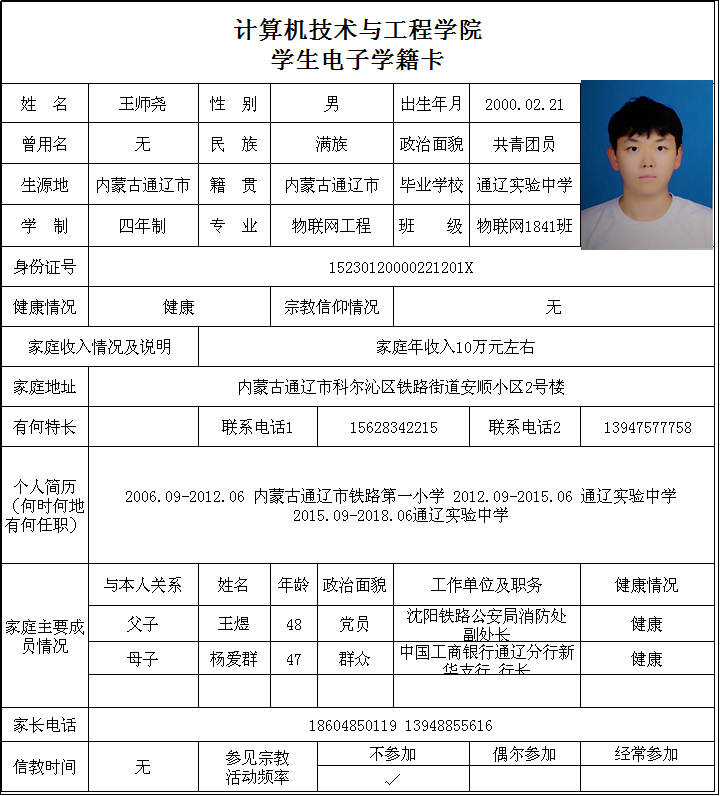 计算机技术与工程学院
学生电子学籍卡
姓 名 王师尧 性 别 男 出生年月 2000.02.21
曾用名 无 民 族 满族 政治面貌 共青团员
生源地 内蒙古通辽市 籍 贯 内蒙古通辽市 毕业学校 通辽实验中学
学 制 四年制 专 业 物联网工程 班 级 物联网1841班
身份证号 15230120000221201X
健康情况 健康 宗教信仰情况 无
家庭收入情况及说明 家庭年收入10万元左右
家庭地址 内蒙古通辽市科尔沁区铁路街道安顺小区2号楼
有何特长 联系电话1 15628342215 联系电话2 13947577758
个人简历
(何时何地
有何任职)
2006.09-2012.06 内蒙古通辽市铁路第一小学 2012.09-2015.06 通辽实验中学
2015.09-2018.06通辽实验中学
家庭主要成
员情况
与本人关系 姓名 年龄 政治面貌 工作单位及职务 健康情况
父子 王煜 48 党员 沈阳铁路公安局消防处
副处长 健康
母子 杨爱群 47 群众 中国工商银行通辽分行新
华支行 行长 健康
家长电话 18604850119 13948855616
信教时间 无 参见宗教
活动频率 不参加 偶尔参加 经常参加
✓